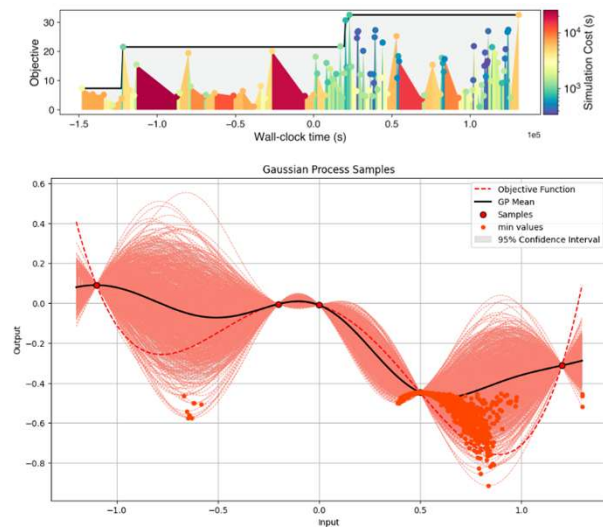 30
20
10
0
Objective
−1.5 −1.0 −0.5 0.0 0.5 1.0
Wall-clock time (s)
1e5
10⁴
10³
Simulation Cost (s)
Gaussian Process Samples
Objective Function
GP Mean
Samples
min values
95% Confidence Interval
0.6
0.4
0.2
0.0
−0.2
−0.4
−0.6
−0.8
Output
−1.0 −0.5 0.0 0.5 1.0
Input